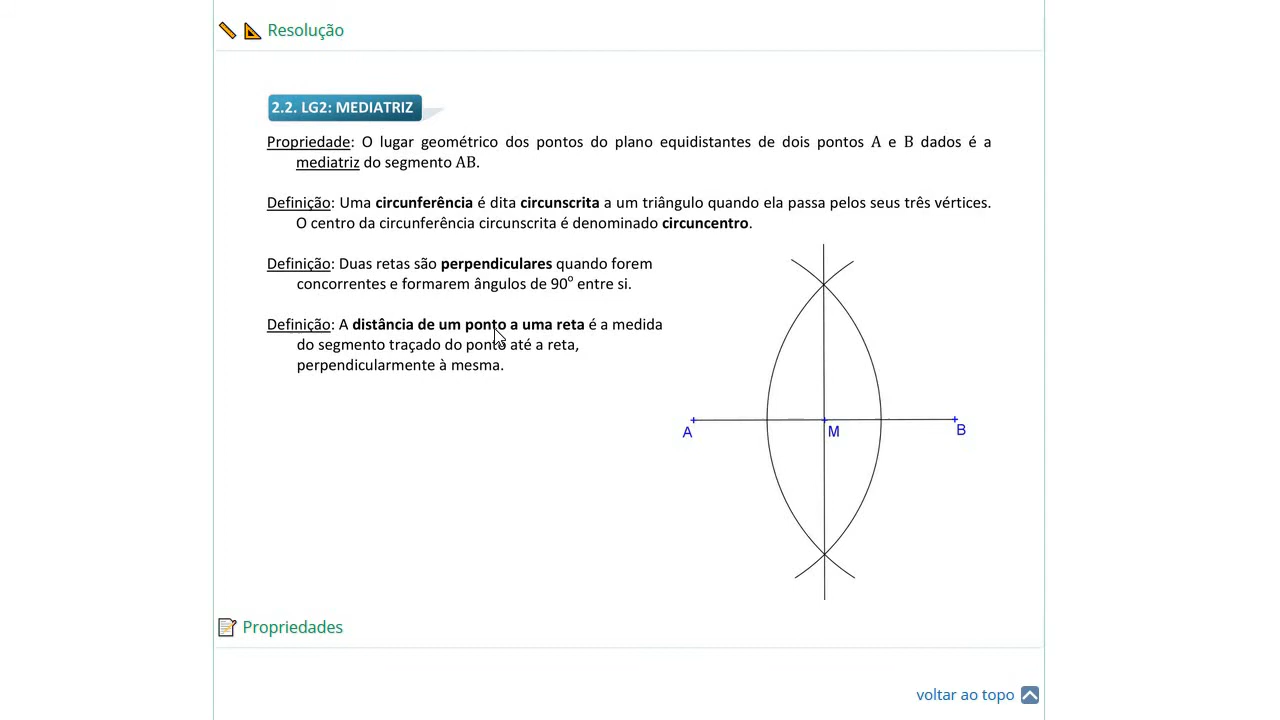 Resolução
2.2. LG2: MEDIATRIZ
Propriedade: O lugar geométrico dos pontos do plano equidistantes de dois pontos A e B dados é a
mediatriz do segmento AB.
Definição: Uma circunferência é dita circunscrita a um triângulo quando ela passa pelos seus três vértices.
O centro da circunferência circunscrita é denominado circuncentro.
Definição: Duas retas são perpendiculares quando forem
concorrentes e formarem ângulos de 90º entre si.
Definição: A distância de um ponto a uma reta é a medida
do segmento traçado do ponto até a reta,
perpendicularmente à mesma.
A
M
B
Propriedades
voltar ao topo